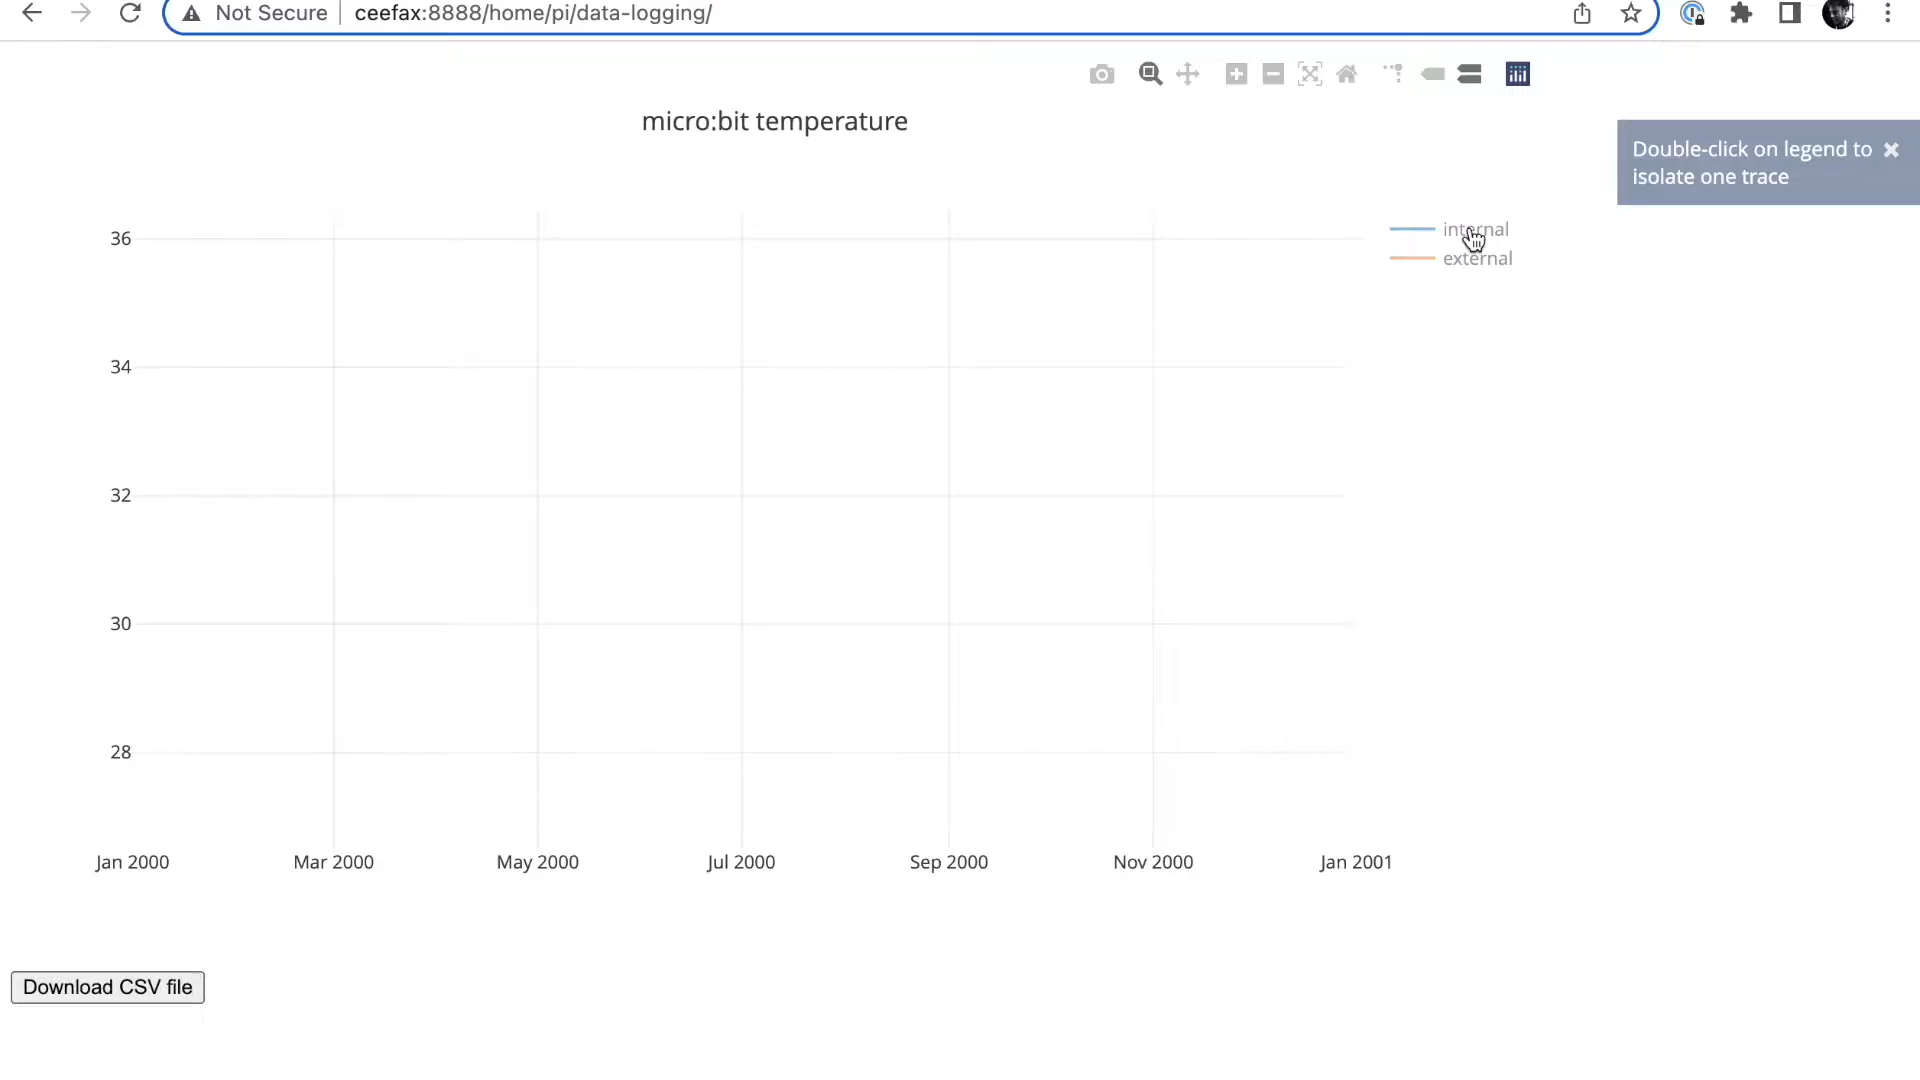 Not Secure
ceefax:8888/home/pi/data-logging/
micro:bit temperature
Double-click on legend to
isolate one trace
internal
external
36
34
32
30
28
Jan 2000
Mar 2000
May 2000
Jul 2000
Sep 2000
Nov 2000
Jan 2001
Download CSV file